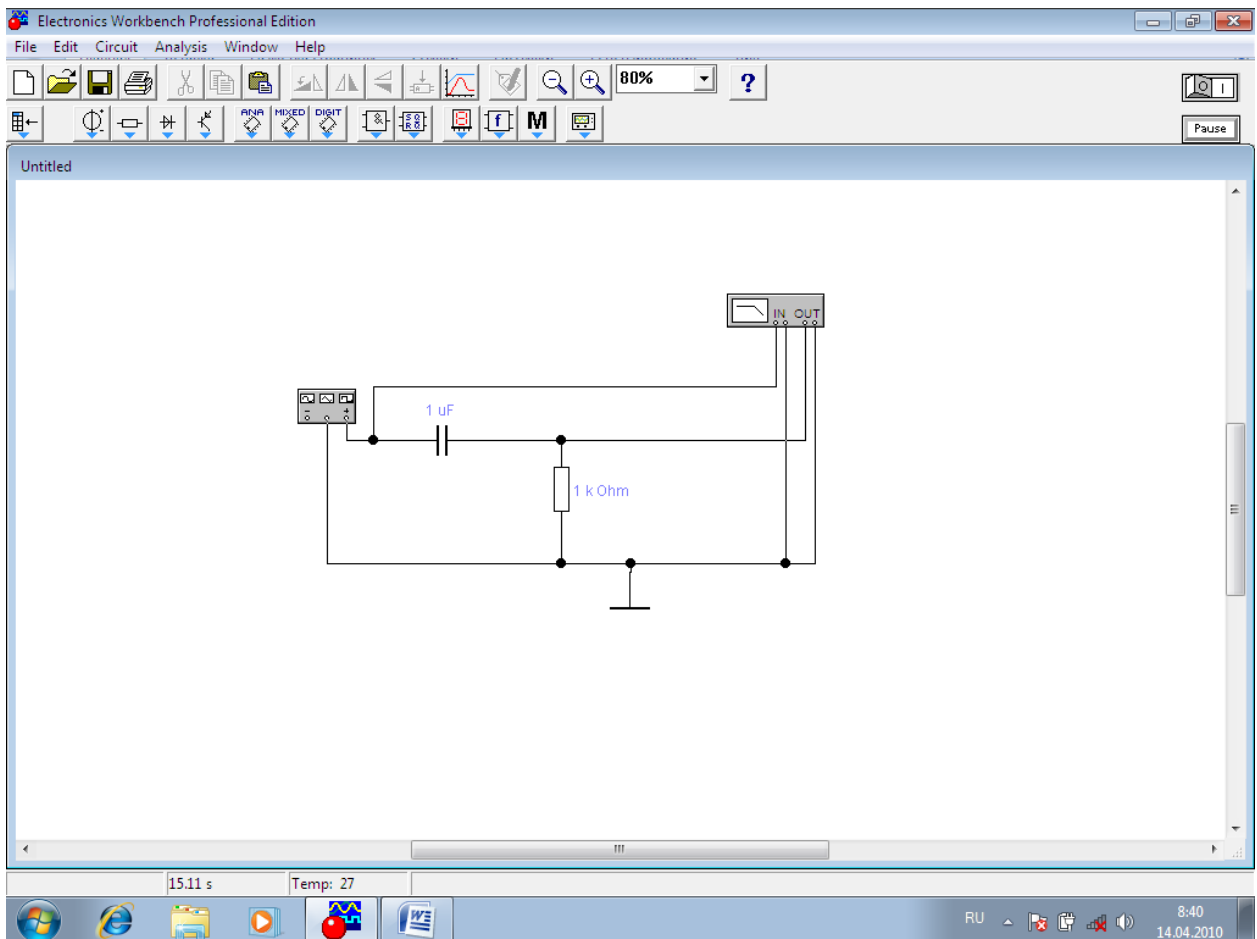 Electronics Workbench Professional Edition
File Edit Circuit Analysis Window Help
80%
?
ANA MIXED DIGIT
&
f
M
Pause
Untitled
IN OUT
- +
1 uF
1 k Ohm
15.11 s
Temp: 27
RU
8:40
14.04.2010